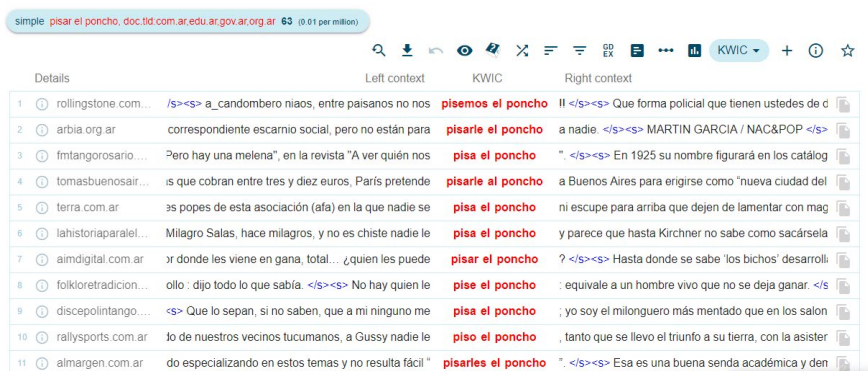 simple pisar el poncho, doc.tld:com.ar,edu.ar,gov.ar,org.ar 63 (0.01 per million)
GD EX KWIC
Details Left context KWIC Right context
1 rollingstone.com... /s><s> a_candombero niaos, entre paisanos no nos pisemos el poncho !! </s><s> Que forma policial que tienen ustedes de d
2 arbia.org.ar correspondiente escarnio social, pero no están para pisarle el poncho a nadie. </s><s> MARTIN GARCIA / NAC&POP </s>
3 fmtangorosario.... Pero hay una melena", en la revista "A ver quién nos pisa el poncho ". </s><s> En 1925 su nombre figurará en los catálog
4 tomasbuenosair... is que cobran entre tres y diez euros, París pretende pisarle al poncho a Buenos Aires para erigirse como “nueva ciudad del
5 terra.com.ar es popes de esta asociación (afa) en la que nadie se pisa el poncho ni escupe para arriba que dejen de lamentar con mag
6 lahistoriaparalel... Milagro Salas, hace milagros, y no es chiste nadie le pisa el poncho y parece que hasta Kirchner no sabe como sacársela
7 aimdigital.com.ar or donde les viene en gana, total... ¿quien les puede pisar el poncho ? </s><s> Hasta donde se sabe ‘los bichos’ desarrolla
8 folkloretradicion... ollo : dijo todo lo que sabía. </s><s> No hay quien le pise el poncho : equivale a un hombre vivo que no se deja ganar. </s
9 discepolintango.... <s> Que lo sepan, si no saben, que a mi ninguno me pisa el poncho ; yo soy el milonguero más mentado que en los salon
10 rallysports.com.ar do de nuestros vecinos tucumanos, a Gussy nadie le piso el poncho , tanto que se llevo el triunfo a su tierra, con la asister
11 almargen.com.ar do especializando en estos temas y no resulta fácil “ pisarles el poncho ”. </s><s> Esa es una buena senda académica y den